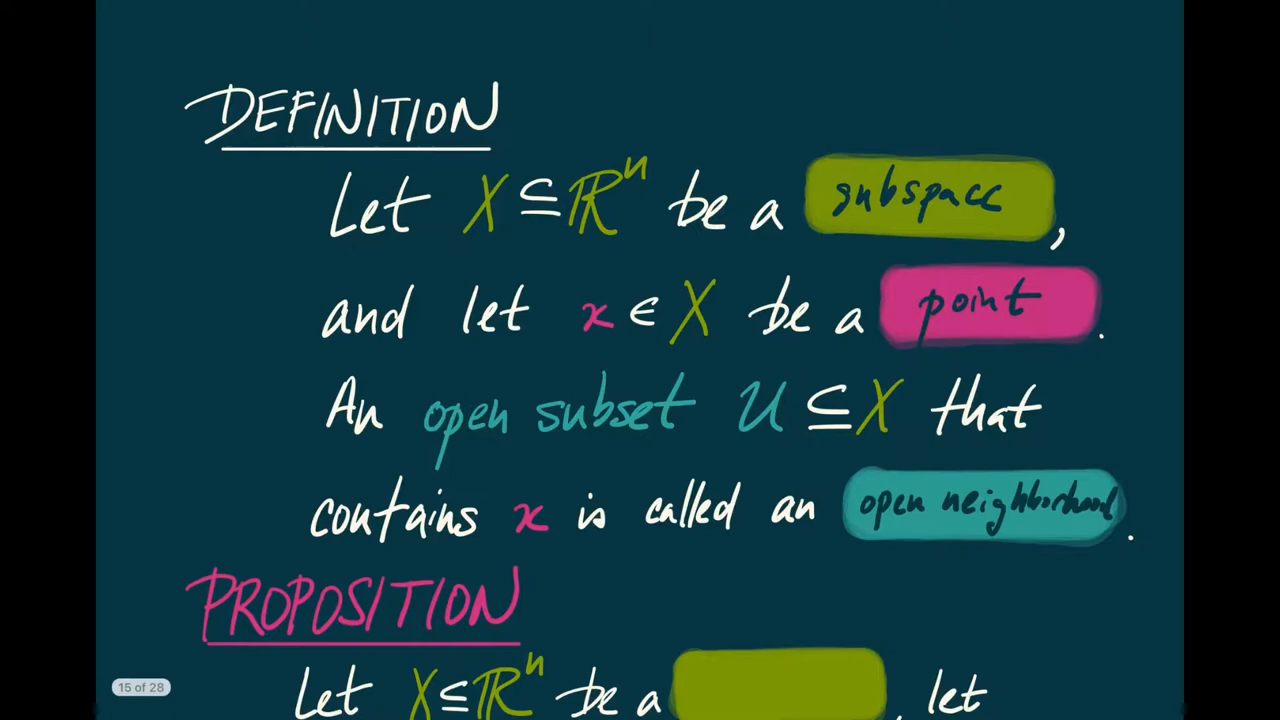 DEFINITION
Let X ⊆ ℝⁿ be a subspace,
and let x ∈ X be a point.
An open subset U ⊆ X that
contains x is called an open neighborhood.
PROPOSITION
Let X ⊆ ℝⁿ be a , let
15 of 28